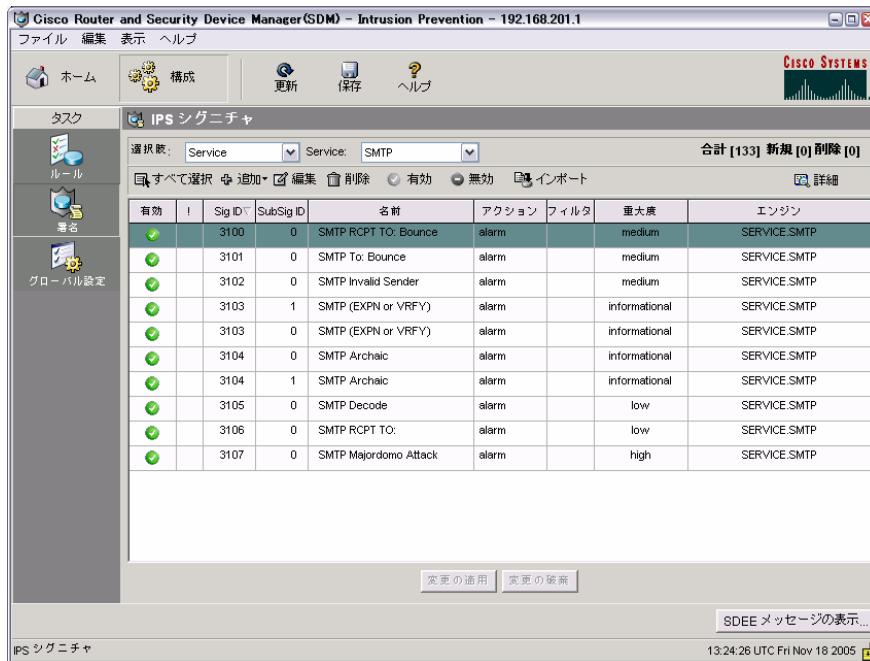 Cisco Router and Security Device Manager(SDM) - Intrusion Prevention - 192.168.201.1
ファイル 編集 表示 ヘルプ
ホーム 構成 更新 保存 ヘルプ
CISCO SYSTEMS
タスク
IPS シグニチャ
選択肢: Service Service: SMTP 合計 [133] 新規 [0] 削除 [0]
すべて選択 追加 編集 削除 有効 無効 インポート 詳細
ルール
署名
グローバル設定
有効 ! Sig ID SubSig ID 名前 アクション フィルタ 重大度 エンジン
3100 0 SMTP RCPT TO: Bounce alarm medium SERVICE.SMTP
3101 0 SMTP To: Bounce alarm medium SERVICE.SMTP
3102 0 SMTP Invalid Sender alarm medium SERVICE.SMTP
3103 1 SMTP (EXPN or VRFY) alarm informational SERVICE.SMTP
3103 0 SMTP (EXPN or VRFY) alarm informational SERVICE.SMTP
3104 0 SMTP Archaic alarm informational SERVICE.SMTP
3104 1 SMTP Archaic alarm informational SERVICE.SMTP
3105 0 SMTP Decode alarm low SERVICE.SMTP
3106 0 SMTP RCPT TO: alarm low SERVICE.SMTP
3107 0 SMTP Majordomo Attack alarm high SERVICE.SMTP
変更の適用 変更の破棄
SDEE メッセージの表示...
IPS シグニチャ 13:24:26 UTC Fri Nov 18 2005